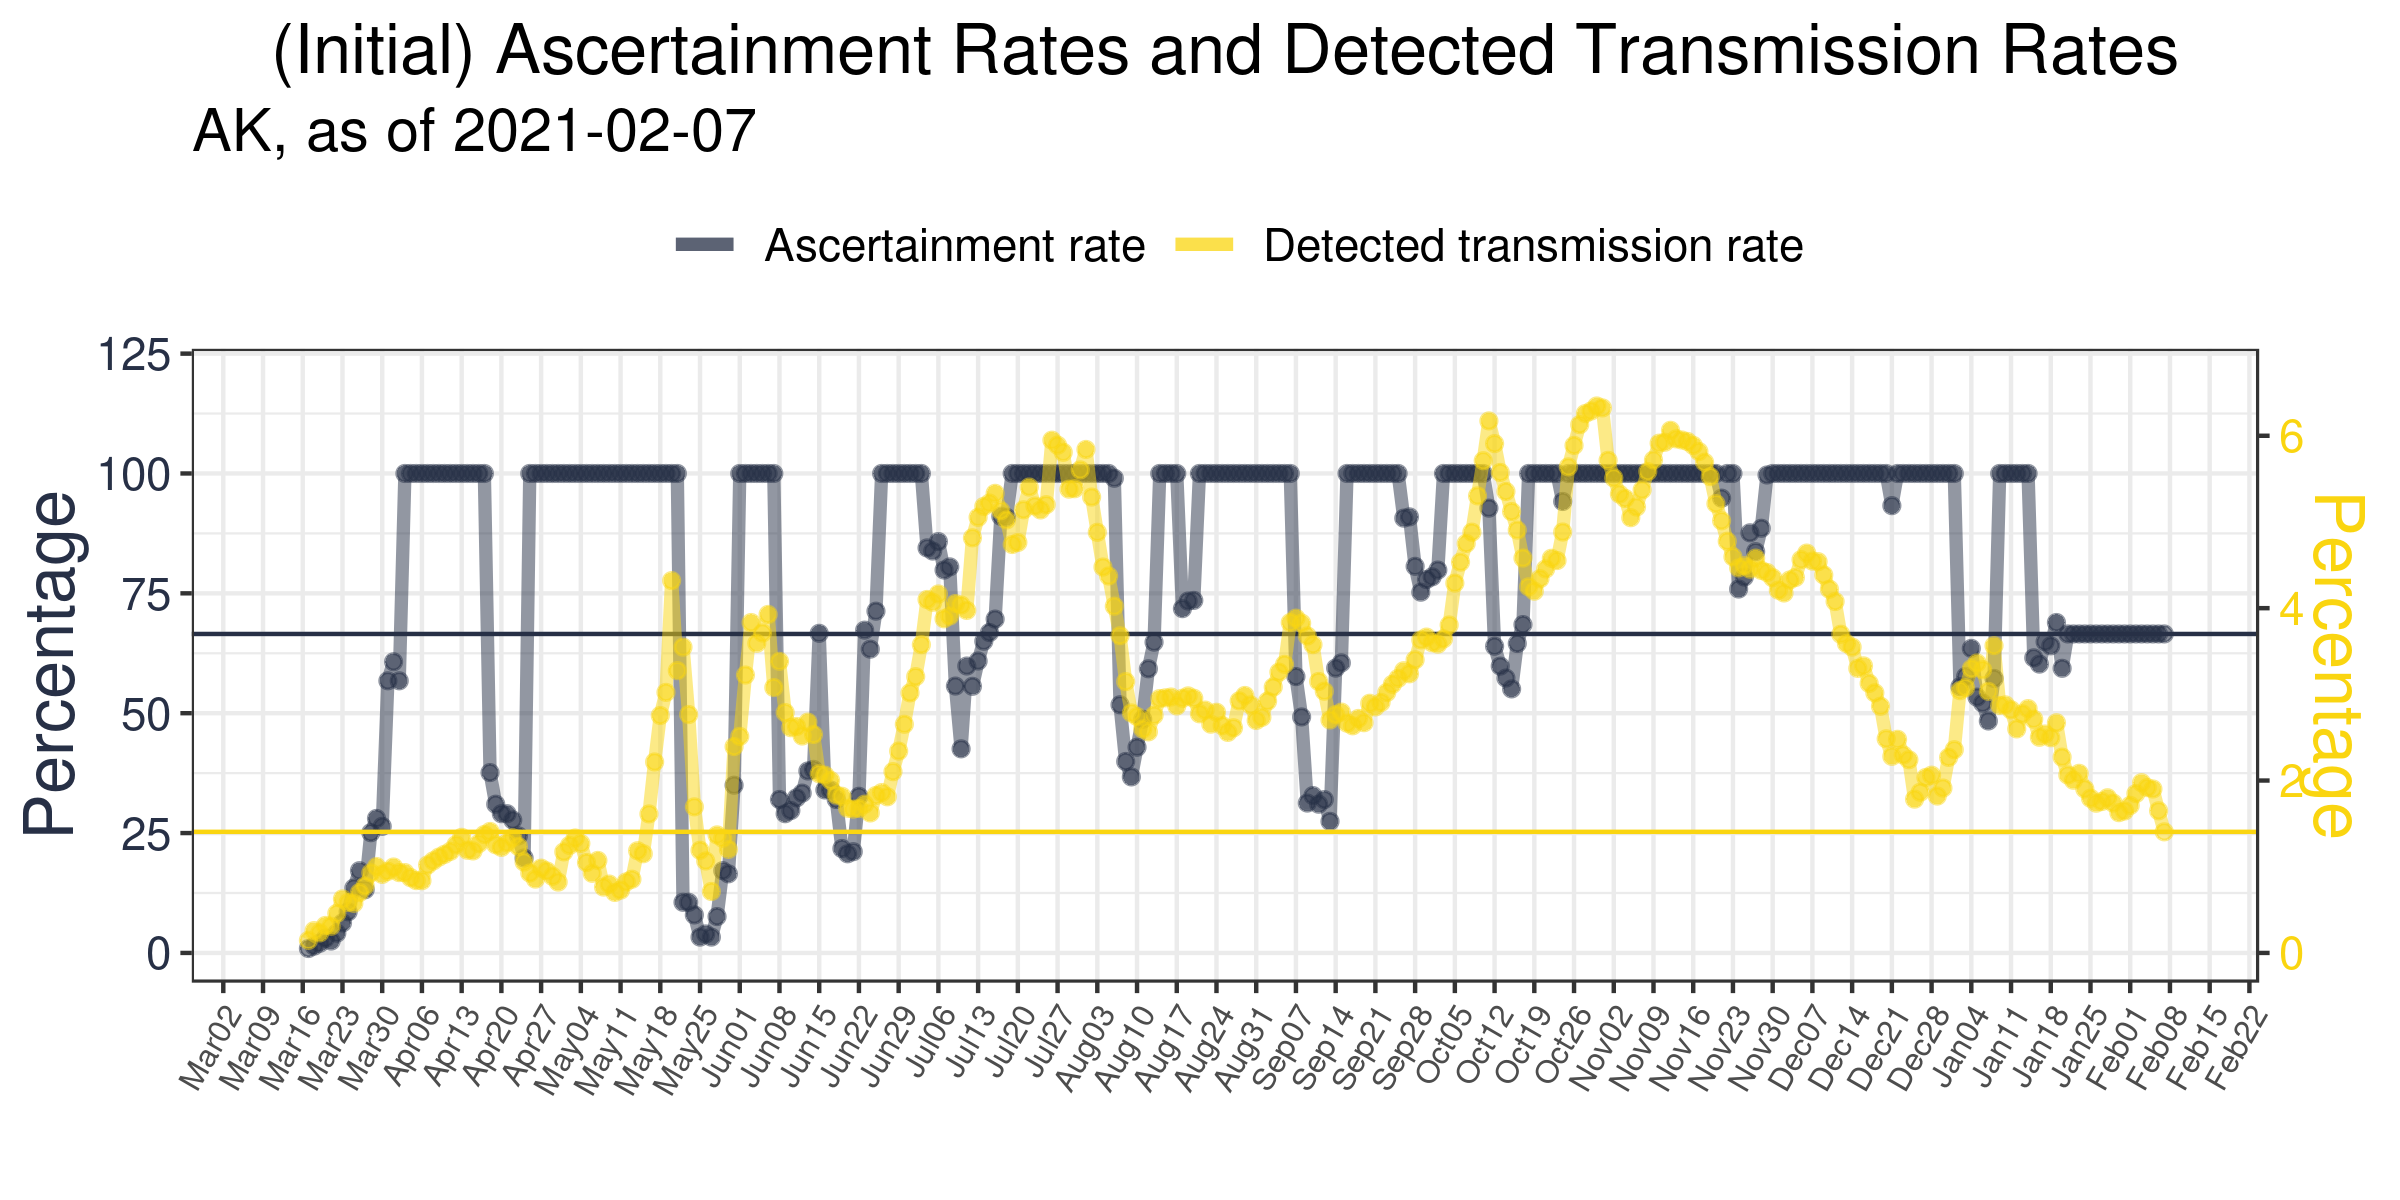 (Initial) Ascertainment Rates and Detected Transmission Rates
AK, as of 2021-02-07
Ascertainment rate Detected transmission rate
Percentage
125
100
75
50
25
0
6
4
2
0
Percentage
Mar02 Mar09 Mar16 Mar23 Mar30 Apr06 Apr13 Apr20 Apr27 May04 May11 May18 May25 Jun01 Jun08 Jun15 Jun22 Jun29 Jul06 Jul13 Jul20 Jul27 Aug03 Aug10 Aug17 Aug24 Aug31 Sep07 Sep14 Sep21 Sep28 Oct05 Oct12 Oct19 Oct26 Nov02 Nov09 Nov16 Nov23 Nov30 Dec07 Dec14 Dec21 Dec28 Jan04 Jan11 Jan18 Jan25 Feb01 Feb08 Feb15 Feb22